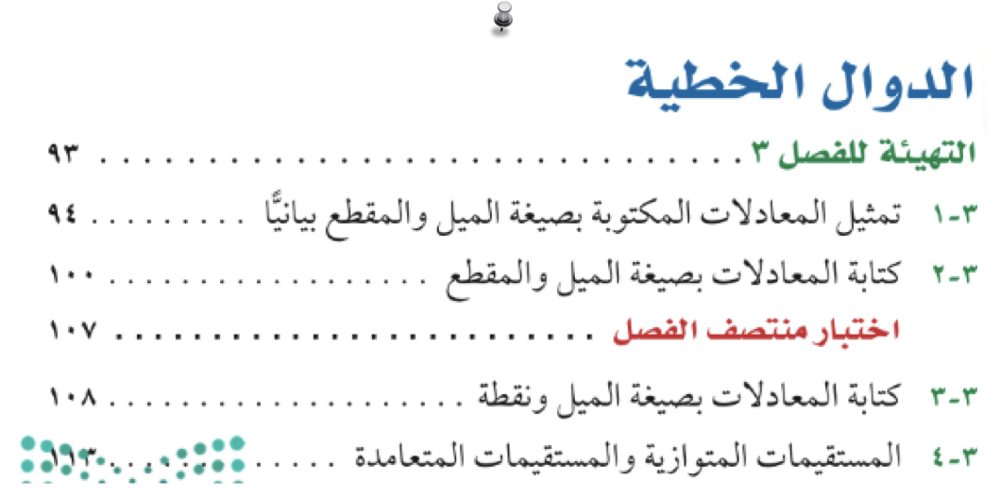 الدوال الخطية
التهيئة للفصل ٣ . . . . . . . . . . . . . . . . . . . . . . . . ٩٣
٣-١ تمثيل المعادلات المكتوبة بصيغة الميل والمقطع بيانيًّا . . . . . . . . . . ٩٤
٣-٢ كتابة المعادلات بصيغة الميل والمقطع . . . . . . . . . . . . . . . . . . ١٠٠
اختبار منتصف الفصل . . . . . . . . . . . . . . . . . . . . . . . . . ١٠٧
٣-٣ كتابة المعادلات بصيغة الميل ونقطة . . . . . . . . . . . . . . . . . . . . ١٠٨
٣-٤ المستقيمات المتوازية والمستقيمات المتعامدة . . . . . . . . . . . . ١١٣